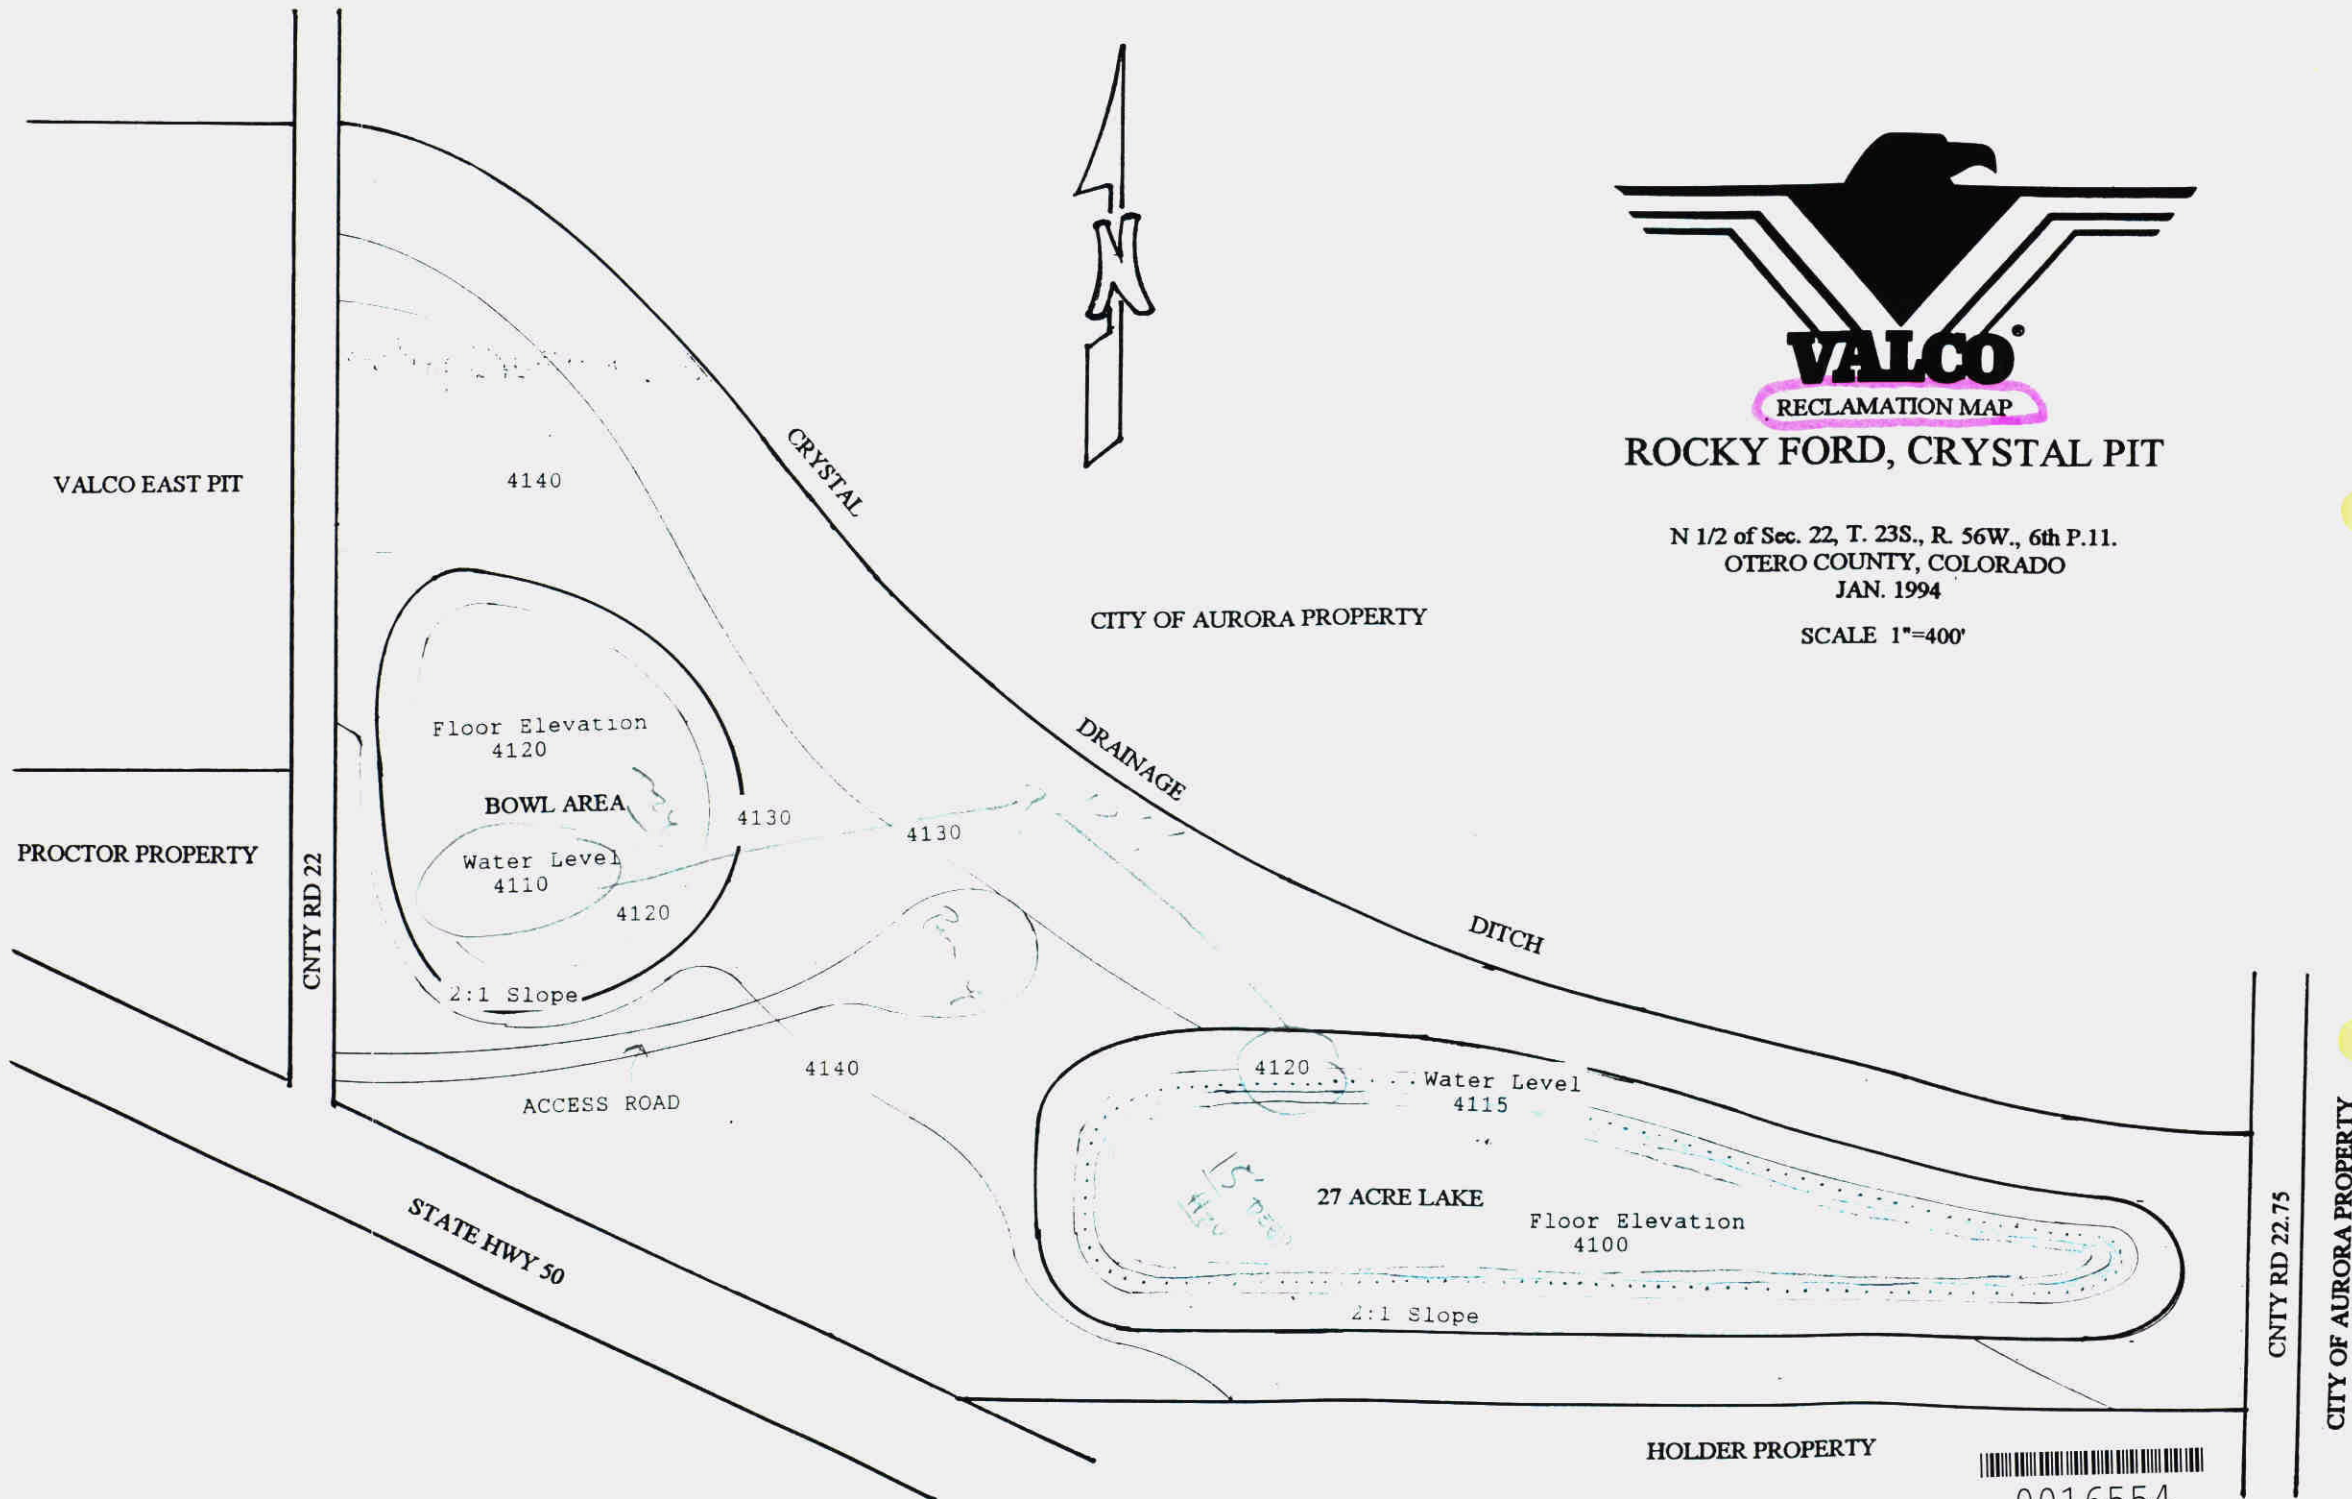 VALCO®
RECLAMATION MAP
ROCKY FORD, CRYSTAL PIT
N 1/2 of Sec. 22, T. 23S., R. 56W., 6th P.11.
OTERO COUNTY, COLORADO
JAN. 1994
SCALE 1"=400'
N
VALCO EAST PIT
4140
CRYSTAL
CITY OF AURORA PROPERTY
Floor Elevation
4120
BOWL AREA
DRAINAGE
4130
4130
PROCTOR PROPERTY
CNTY RD 22
Water Level
4110
4120
DITCH
2:1 Slope
4140
ACCESS ROAD
4120
Water Level
4115
STATE HWY 50
27 ACRE LAKE
Floor Elevation
4100
2:1 Slope
CNTY RD 22.75
CITY OF AURORA PROPERTY
HOLDER PROPERTY
0016554